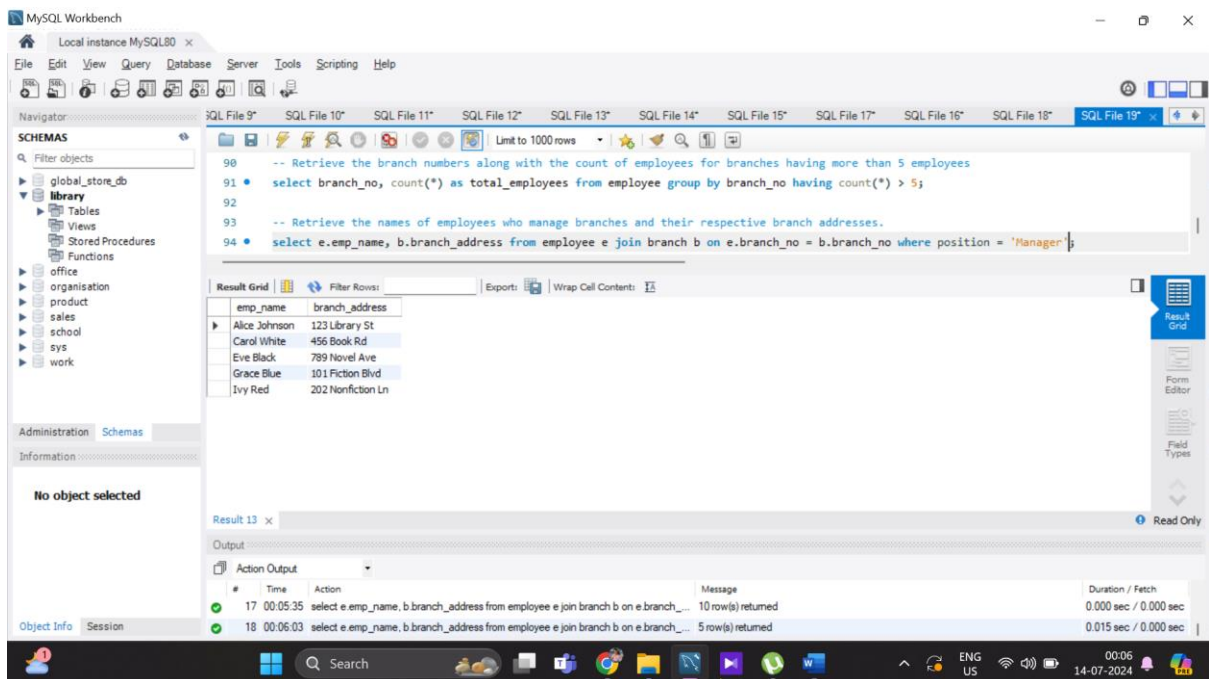 MySQL Workbench
Local instance MySQL80
File Edit View Query Database Server Tools Scripting Help
Navigator
SQL File 9* SQL File 10* SQL File 11* SQL File 12* SQL File 13* SQL File 14* SQL File 15* SQL File 17* SQL File 16* SQL File 18* SQL File 19*
SCHEMAS
Limit to 1000 rows
Filter objects
global_store_db
library
Tables
Views
Stored Procedures
Functions
office
organisation
product
sales
school
sys
work
90 -- Retrieve the branch numbers along with the count of employees for branches having more than 5 employees
91 select branch_no, count(*) as total_employees from employee group by branch_no having count(*) > 5;
92
93 -- Retrieve the names of employees who manage branches and their respective branch addresses.
94 select e.emp_name, b.branch_address from employee e join branch b on e.branch_no = b.branch_no where position = 'Manager';
Result Grid Filter Rows: Export: Wrap Cell Content:
emp_name branch_address
Alice Johnson 123 Library St
Carol White 456 Book Rd
Eve Black 789 Novel Ave
Grace Blue 101 Fiction Blvd
Ivy Red 202 Nonfiction Ln
Result Grid
Form Editor
Field Types
Administration Schemas
Information
No object selected
Result 13
Read Only
Output
Action Output
# Time Action Message Duration / Fetch
17 00:05:35 select e.emp_name, b.branch_address from employee e join branch b on e.branch_... 10 row(s) returned 0.000 sec / 0.000 sec
18 00:06:03 select e.emp_name, b.branch_address from employee e join branch b on e.branch_... 5 row(s) returned 0.015 sec / 0.000 sec
Object Info Session
1
Search
ENG
US
00:06
14-07-2024